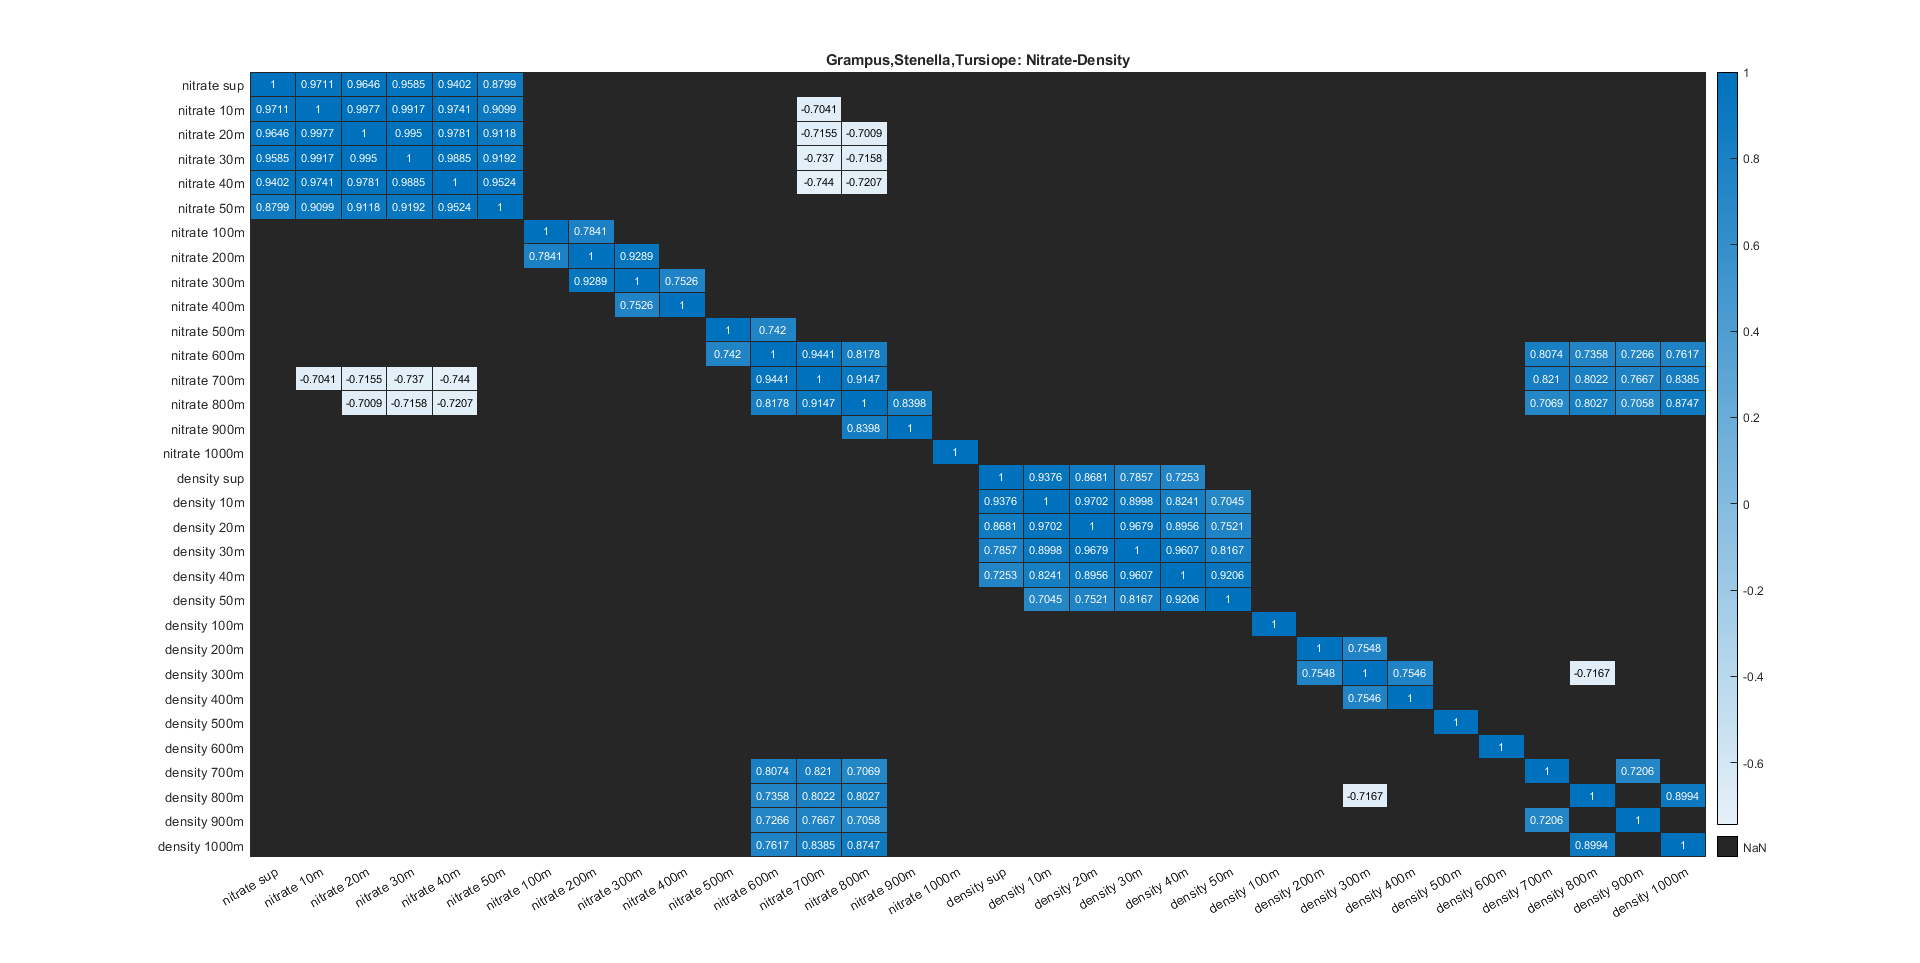 Grampus,Stenella,Tursiope: Nitrate-Density
nitrate sup 1 0.9711 0.9646 0.9585 0.9402 0.8799
nitrate 10m 0.9711 1 0.9977 0.9917 0.9741 0.9099 -0.7041
nitrate 20m 0.9646 0.9977 1 0.995 0.9781 0.9118 -0.7155 -0.7009
nitrate 30m 0.9585 0.9917 0.995 1 0.9885 0.9192 -0.737 -0.7158
nitrate 40m 0.9402 0.9741 0.9781 0.9885 1 0.9524 -0.744 -0.7207
nitrate 50m 0.8799 0.9099 0.9118 0.9192 0.9524 1
nitrate 100m 1 0.7841
nitrate 200m 0.7841 1 0.9289
nitrate 300m 0.9289 1 0.7526
nitrate 400m 0.7526 1
nitrate 500m 1 0.742
nitrate 600m 0.742 1 0.9441 0.8178 0.8074 0.7358 0.7266 0.7617
nitrate 700m -0.7041 -0.7155 -0.737 -0.744 0.9441 1 0.9147 0.821 0.8022 0.7667 0.8385
nitrate 800m -0.7009 -0.7158 -0.7207 0.8178 0.9147 1 0.8398 0.7069 0.8027 0.7058 0.8747
nitrate 900m 0.8398 1
nitrate 1000m 1
density sup 1 0.9376 0.8681 0.7857 0.7253
density 10m 0.9376 1 0.9702 0.8998 0.8241 0.7045
density 20m 0.8681 0.9702 1 0.9679 0.8956 0.7521
density 30m 0.7857 0.8998 0.9679 1 0.9607 0.8167
density 40m 0.7253 0.8241 0.8956 0.9607 1 0.9206
density 50m 0.7045 0.7521 0.8167 0.9206 1
density 100m 1
density 200m 1 0.7548
density 300m 0.7548 1 0.7546 -0.7167
density 400m 0.7546 1
density 500m 1
density 600m 1
density 700m 0.8074 0.821 0.7069 1 0.7206
density 800m 0.7358 0.8022 0.8027 -0.7167 1 0.8994
density 900m 0.7266 0.7667 0.7058 0.7206 1
density 1000m 0.7617 0.8385 0.8747 0.8994 1
nitrate sup nitrate 10m nitrate 20m nitrate 30m nitrate 40m nitrate 50m nitrate 100m nitrate 200m nitrate 300m nitrate 400m nitrate 500m nitrate 600m nitrate 700m nitrate 800m nitrate 900m nitrate 1000m density sup density 10m density 20m density 30m density 40m density 50m density 100m density 200m density 300m density 400m density 500m density 600m density 700m density 800m density 900m density 1000m
1
0.8
0.6
0.4
0.2
0
-0.2
-0.4
-0.6
NaN